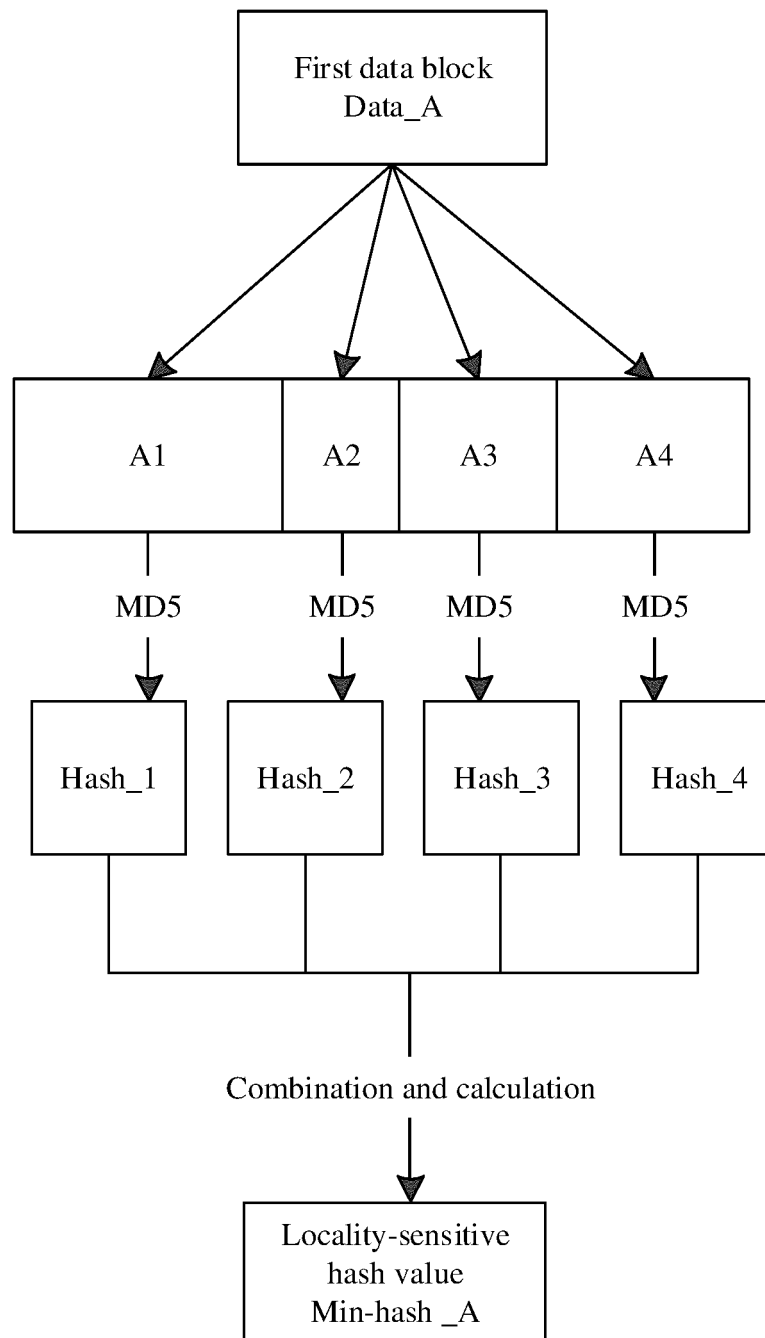 First data block
Data_A
A1
A2
A3
A4
MD5
MD5
MD5
MD5
Hash_1
Hash_2
Hash_3
Hash_4
Combination and calculation
Locality-sensitive
hash value
Min-hash _A